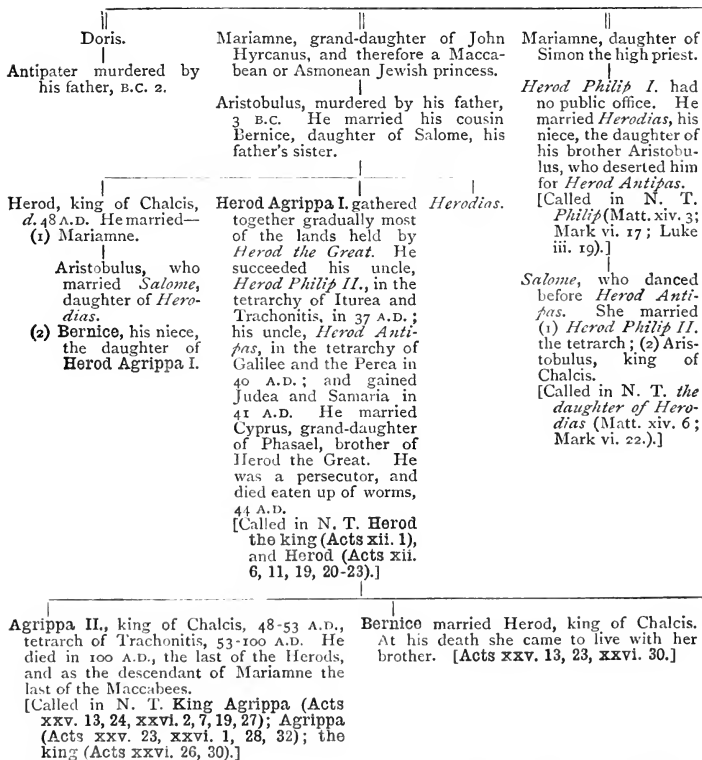 Doris.
Antipater murdered by
his father, B.C. 2.
Mariamne, grand-daughter of John
Hyrcanus, and therefore a Macca-
bean or Asmonean Jewish princess.
Aristobulus, murdered by his father,
3 B.C. He married his cousin
Bernice, daughter of Salome, his
father's sister.
Mariamne, daughter of
Simon the high priest.
Herod Philip I. had
no public office. He
married Herodias, his
niece, the daughter of
his brother Aristobu-
lus, who deserted him
for Herod Antipas.
[Called in N. T.
Philip (Matt. xiv. 3;
Mark vi. 17; Luke
iii. 19).]
Salome, who danced
before Herod Anti-
pas. She married
(1) Herod Philip II.
the tetrarch; (2) Aris-
tobulus, king of
Chalcis.
[Called in N. T. the
daughter of Hero-
dias (Matt. xiv. 6;
Mark vi. 22.).]
Herod, king of Chalcis,
d. 48 A.D. He married—
(1) Mariamne.
Aristobulus, who
married Salome,
daughter of Hero-
dias.
(2) Bernice, his niece,
the daughter of
Herod Agrippa I.
Herod Agrippa I. gathered
together gradually most
of the lands held by
Herod the Great. He
succeeded his uncle,
Herod Philip II., in the
tetrarchy of Iturea and
Trachonitis, in 37 A.D.;
his uncle, Herod Anti-
pas, in the tetrarchy of
Galilee and the Perea in
40 A.D.; and gained
Judea and Samaria in
41 A.D. He married
Cyprus, grand-daughter
of Phasael, brother of
Herod the Great. He
was a persecutor, and
died eaten up of worms,
44 A.D.
[Called in N. T. Herod
the king (Acts xii. 1),
and Herod (Acts xii.
6, 11, 19, 20-23).]
Herodias.
Agrippa II., king of Chalcis, 48-53 A.D.,
tetrarch of Trachonitis, 53-100 A.D. He
died in 100 A.D., the last of the Herods,
and as the descendant of Mariamne the
last of the Maccabees.
[Called in N. T. King Agrippa (Acts
xxv. 13, 24, xxvi. 2, 7, 19, 27); Agrippa
(Acts xxv. 23, xxvi. 1, 28, 32); the
king (Acts xxvi. 26, 30).]
Bernice married Herod, king of Chalcis.
At his death she came to live with her
brother. [Acts xxv. 13, 23, xxvi. 30.]